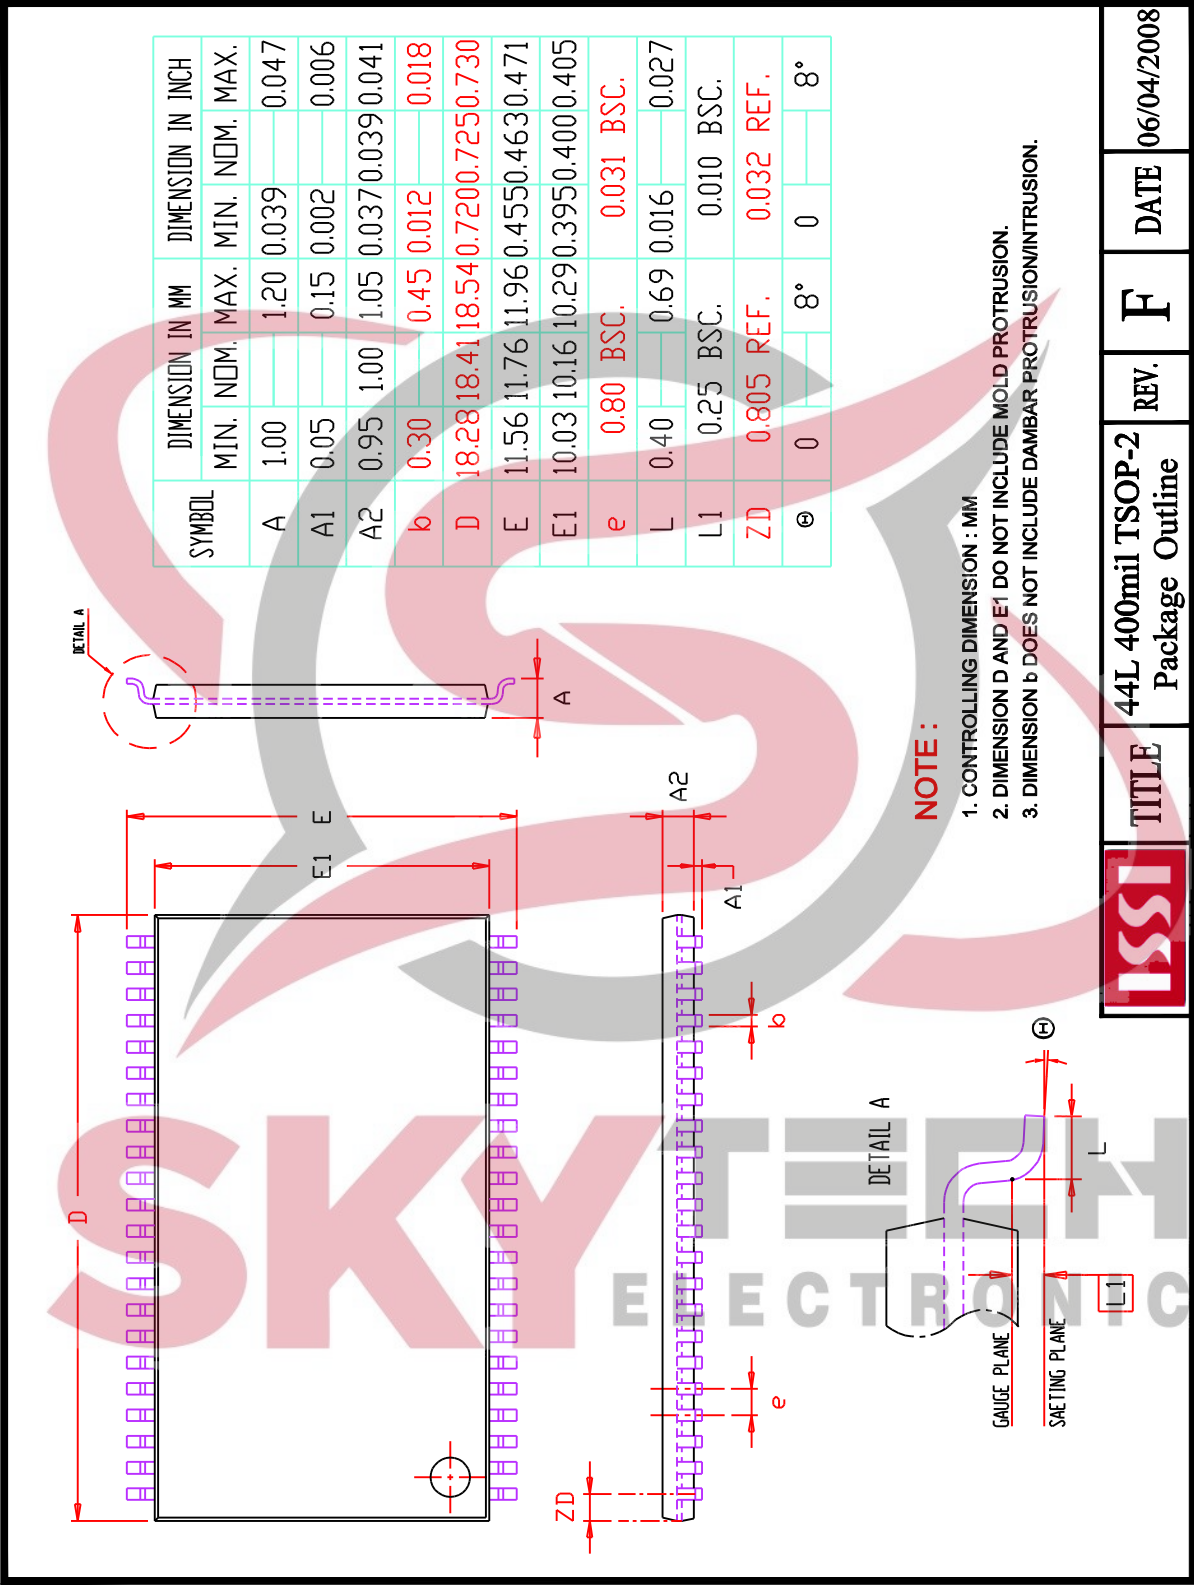 SYMBOL DIMENSION IN MM DIMENSION IN INCH
MIN. NOM. MAX. MIN. NOM. MAX.
A 1.00 1.20 0.039 0.047
A1 0.05 0.15 0.002 0.006
A2 0.95 1.00 1.05 0.037 0.039 0.041
b 0.30 0.45 0.012 0.018
D 18.28 18.41 18.54 0.720 0.725 0.730
E 11.56 11.76 11.96 0.455 0.463 0.471
E1 10.03 10.16 10.29 0.395 0.400 0.405
e 0.80 BSC. 0.031 BSC.
L 0.40 0.69 0.016 0.027
L1 0.25 BSC. 0.010 BSC.
ZD 0.805 REF. 0.032 REF.
Θ 0 8° 0 8°
DETAIL A
A
D
E
E1
A2
A1
b
e
ZD
DETAIL A
Θ
L
L1
GAUGE PLANE
SAETING PLANE
NOTE :
1. CONTROLLING DIMENSION : MM
2. DIMENSION D AND E1 DO NOT INCLUDE MOLD PROTRUSION.
3. DIMENSION b DOES NOT INCLUDE DAMBAR PROTRUSION/INTRUSION.
ISSI
TITLE
44L 400mil TSOP-2
Package Outline
REV.
F
DATE
06/04/2008
SKYTECH
ELECTRONIC